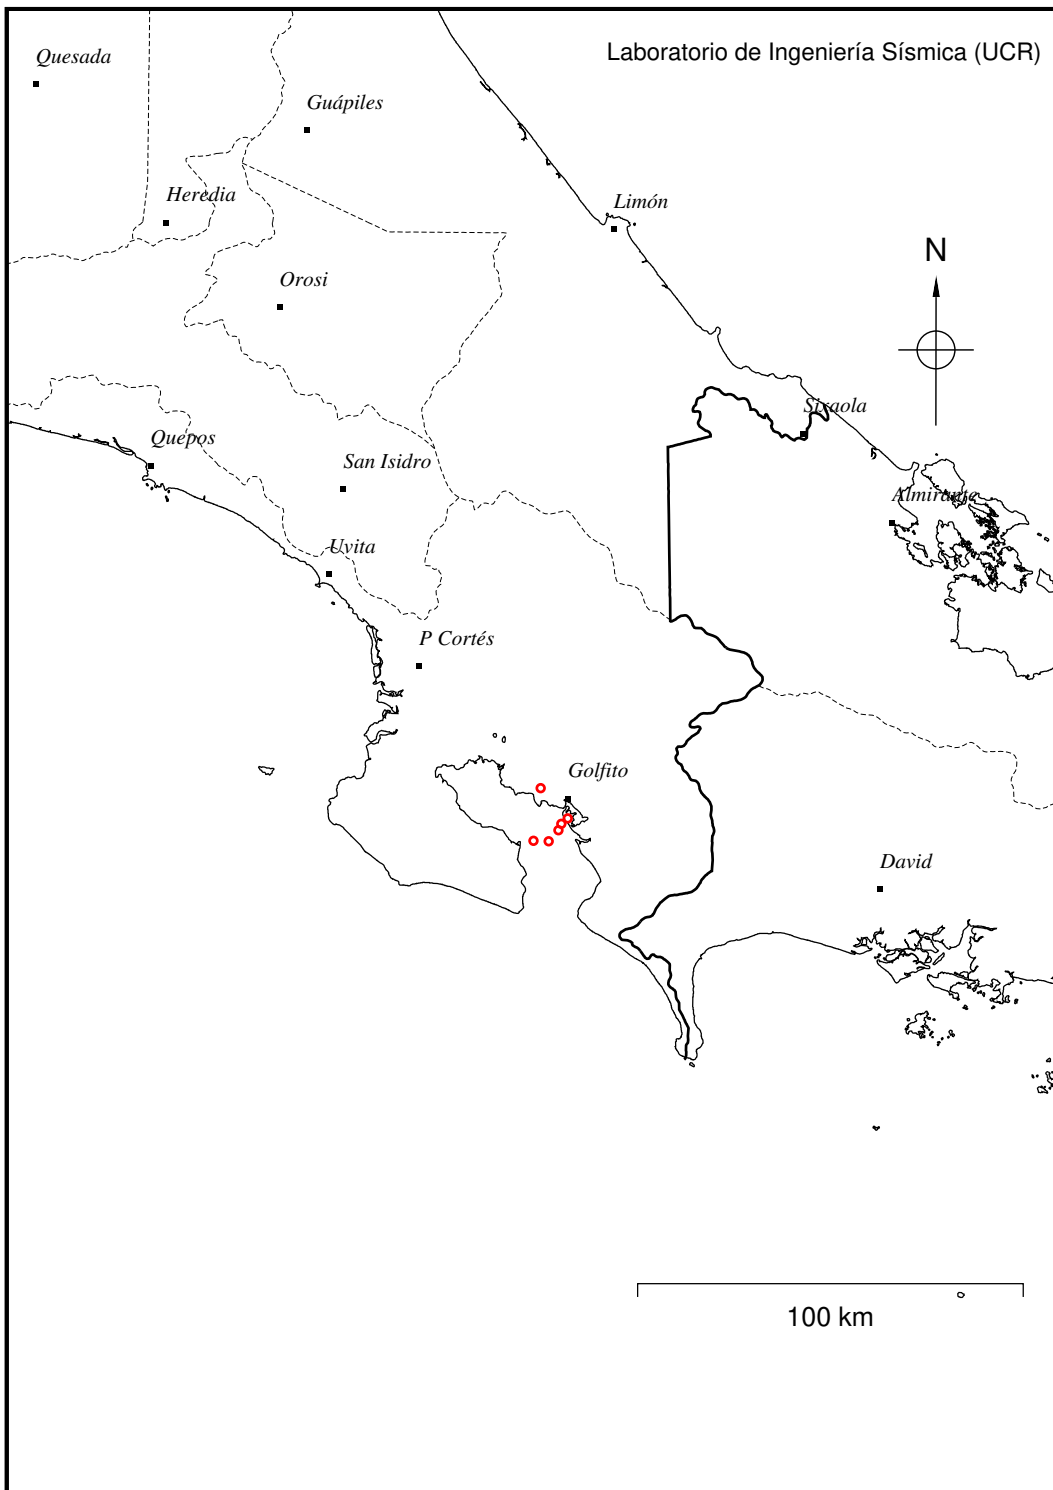 Laboratorio de Ingeniería Sísmica (UCR)
Quesada
Guápiles
Heredia
Limón
N
Orosi
Sixaola
Quepos
San Isidro
Almirante
Uvita
P Cortés
Golfito
David
100 km